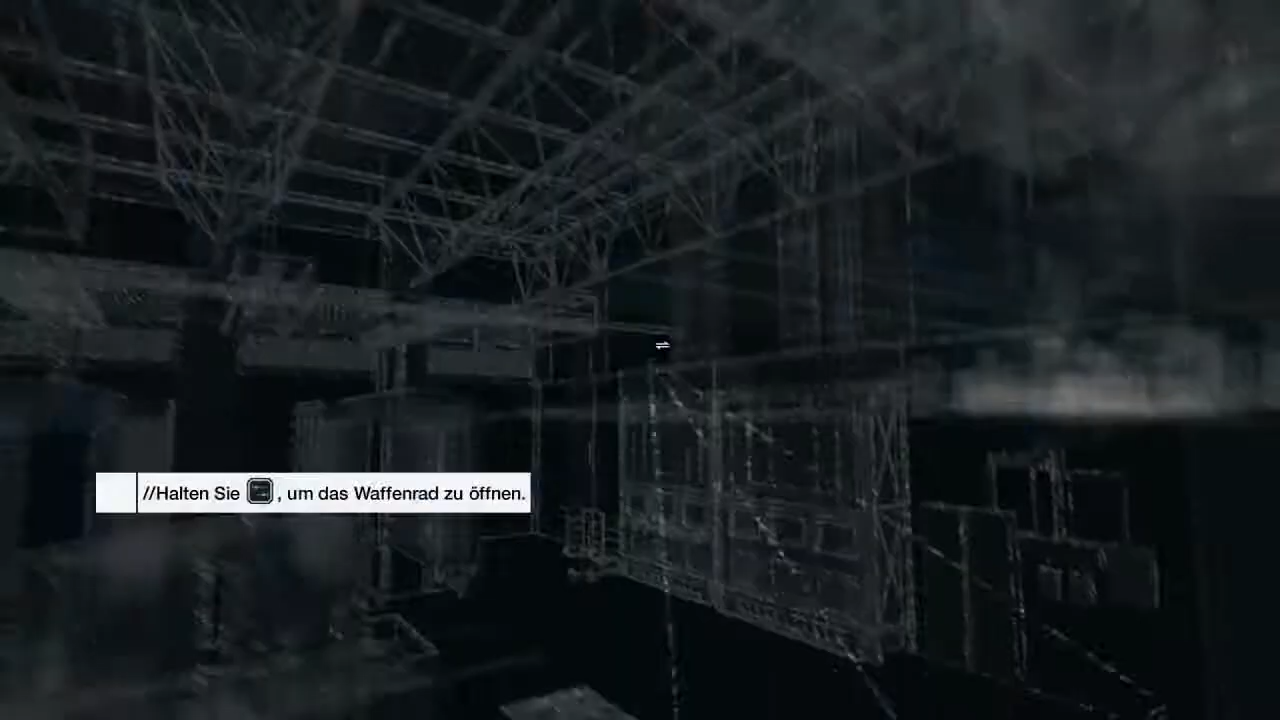 //Halten Sie , um das Waffenrad zu öffnen.